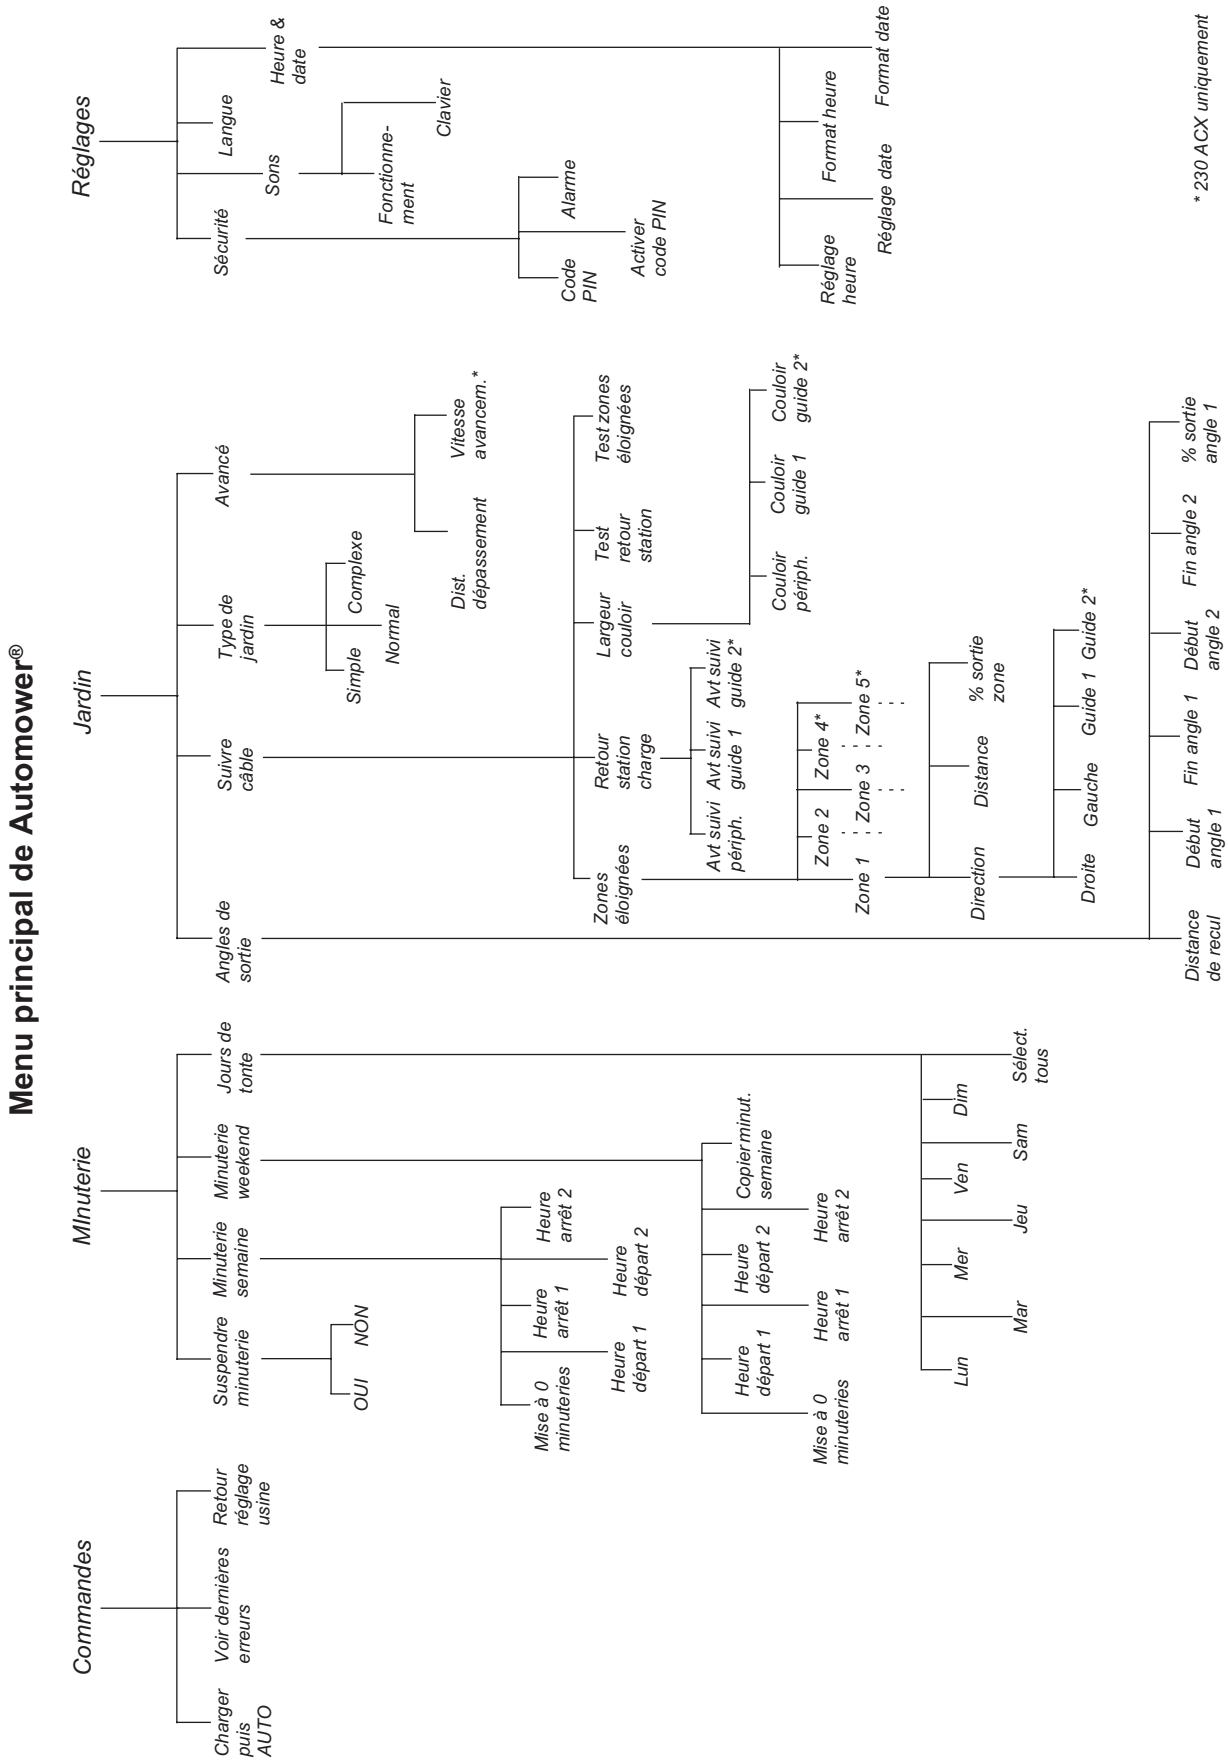 Menu principal de Automower®
Commandes
Charger
puis
AUTO
Voir dernières
erreurs
Retour
réglage
usine
MInuterie
Suspendre
minuterie
OUI
NON
Minuterie
semaine
Mise à 0
minuteries
Heure
départ 1
Heure
arrêt 1
Heure
départ 2
Heure
arrêt 2
Minuterie
weekend
Mise à 0
minuteries
Heure
départ 1
Heure
arrêt 1
Heure
départ 2
Heure
arrêt 2
Copier minut.
semaine
Jours de
tonte
Lun
Mar
Mer
Jeu
Ven
Sam
Dim
Sélect.
tous
Jardin
Angles de
sortie
Distance
de recul
Début
angle 1
Fin angle 1
Début
angle 2
Fin angle 2
% sortie
angle 1
Suivre
câble
Zones
éloignées
Zone 1
Zone 2
Zone 3
Zone 4*
Zone 5*
Direction
Distance
% sortie
zone
Droite
Gauche
Guide 1
Guide 2*
Retour
station
charge
Avt suivi
périph.
Avt suivi
guide 1
Avt suivi
guide 2*
Largeur
couloir
Couloir
périph.
Couloir
guide 1
Couloir
guide 2*
Test
retour
station
Test zones
éloignées
Type de
jardin
Simple
Normal
Complexe
Avancé
Dist.
dépassement
Vitesse
avancem.*
Réglages
Sécurité
Code
PIN
Activer
code PIN
Alarme
Sons
Fonctionne-
ment
Clavier
Langue
Heure &
date
Réglage
heure
Réglage date
Format heure
Format date
* 230 ACX uniquement